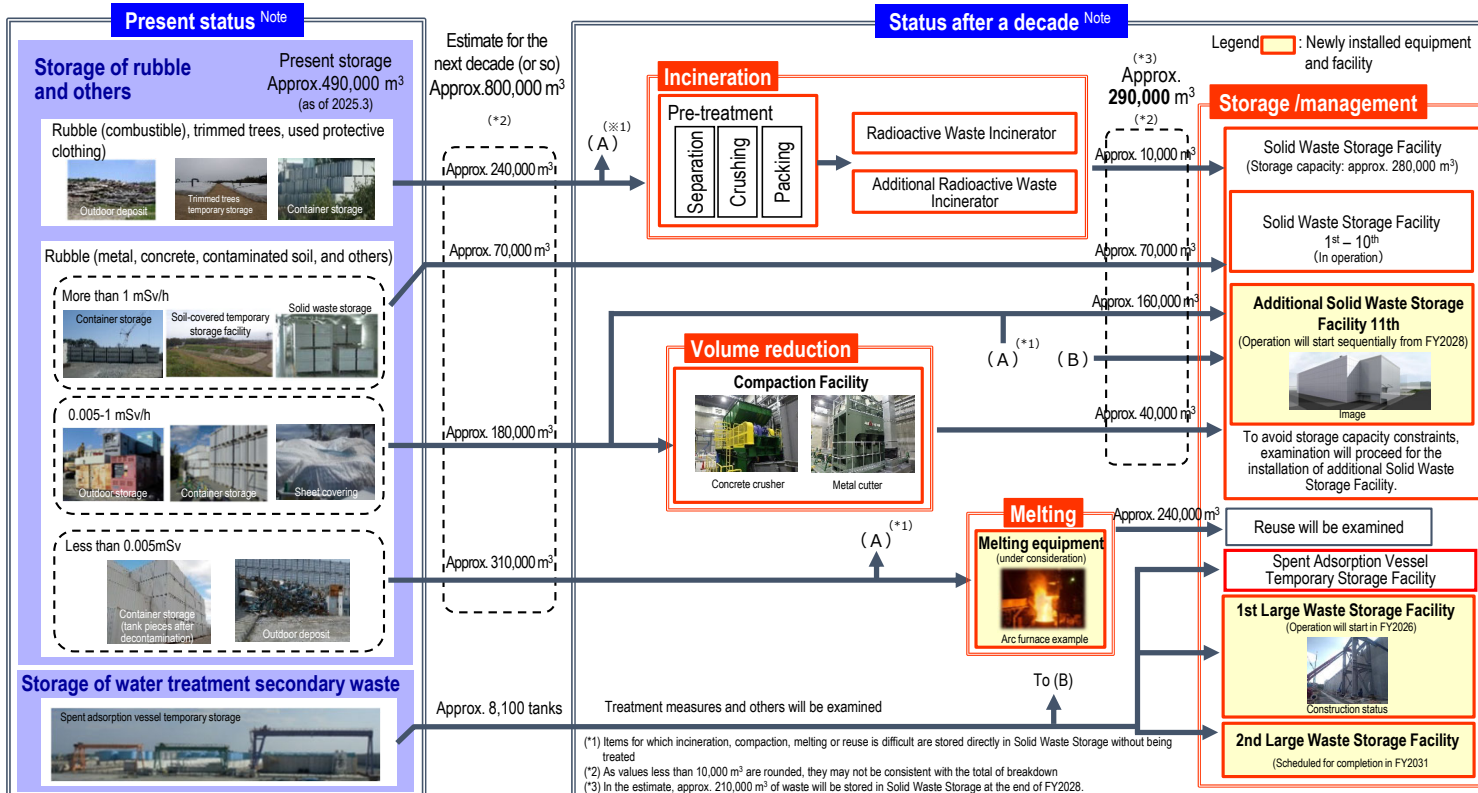 Present status Note
Storage of rubble
and others
Present storage
Approx.490,000 m³
(as of 2025.3)
Rubble (combustible), trimmed trees, used protective
clothing)
Outdoor deposit
Trimmed trees
temporary storage
Container storage
Rubble (metal, concrete, contaminated soil, and others)
More than 1 mSv/h
Container storage
Soil-covered temporary
storage facility
Solid waste storage
0.005-1 mSv/h
Outdoor storage
Container storage
Sheet covering
Less than 0.005mSv
Container storage
(tank pieces after
decontamination)
Outdoor deposit
Storage of water treatment secondary waste
Spent adsorption vessel temporary storage
Estimate for the
next decade (or so)
Approx.800,000 m³
(*2)
Approx. 240,000 m³
Approx. 70,000 m³
Approx. 180,000 m³
Approx. 310,000 m³
Approx. 8,100 tanks
Status after a decade Note
Legend : Newly installed equipment
and facility
(A) (※1)
Incineration
Pre-treatment
Separation
Crushing
Packing
Radioactive Waste Incinerator
Additional Radioactive Waste
Incinerator
(*3)
Approx.
290,000 m³
(*2)
Approx. 10,000 m³
Approx. 70,000 m³
Approx. 160,000 m³
(A) (*1)
(B)
Volume reduction
Compaction Facility
Concrete crusher
Metal cutter
Approx. 40,000 m³
(A) (*1)
Melting
Melting equipment
(under consideration)
Arc furnace example
Approx. 240,000 m³
Treatment measures and others will be examined
To (B)
Storage /management
Solid Waste Storage Facility
(Storage capacity: approx. 280,000 m³)
Solid Waste Storage Facility
1st – 10th
(In operation)
Additional Solid Waste Storage
Facility 11th
(Operation will start sequentially from FY2028)
Image
To avoid storage capacity constraints,
examination will proceed for the
installation of additional Solid Waste
Storage Facility.
Reuse will be examined
Spent Adsorption Vessel
Temporary Storage Facility
1st Large Waste Storage Facility
(Operation will start in FY2026)
Construction status
2nd Large Waste Storage Facility
(Scheduled for completion in FY2031
(*1) Items for which incineration, compaction, melting or reuse is difficult are stored directly in Solid Waste Storage without being
treated
(*2) As values less than 10,000 m³ are rounded, they may not be consistent with the total of breakdown
(*3) In the estimate, approx. 210,000 m³ of waste will be stored in Solid Waste Storage at the end of FY2028.